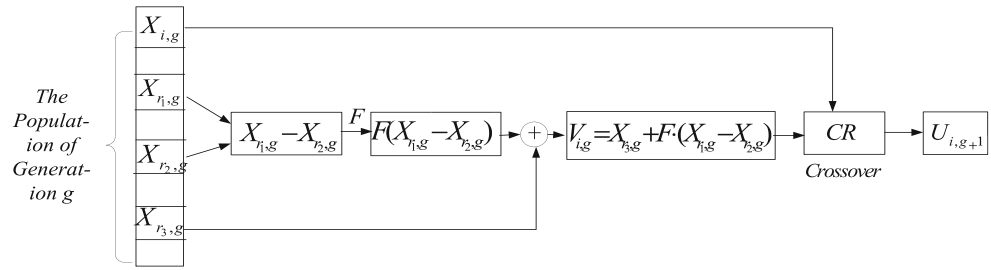 X_{i,g}
X_{r_1,g}
X_{r_2,g}
X_{r_3,g}
The
Populat-
ion of
Generat-
ion g
X_{r_1,g} − X_{r_2,g}
F
F(X_{r_1,g} − X_{r_2,g})
+
V_{i,g} = X_{r_3,g} + F·(X_{r_1,g} − X_{r_2,g})
CR
Crossover
U_{i,g+1}